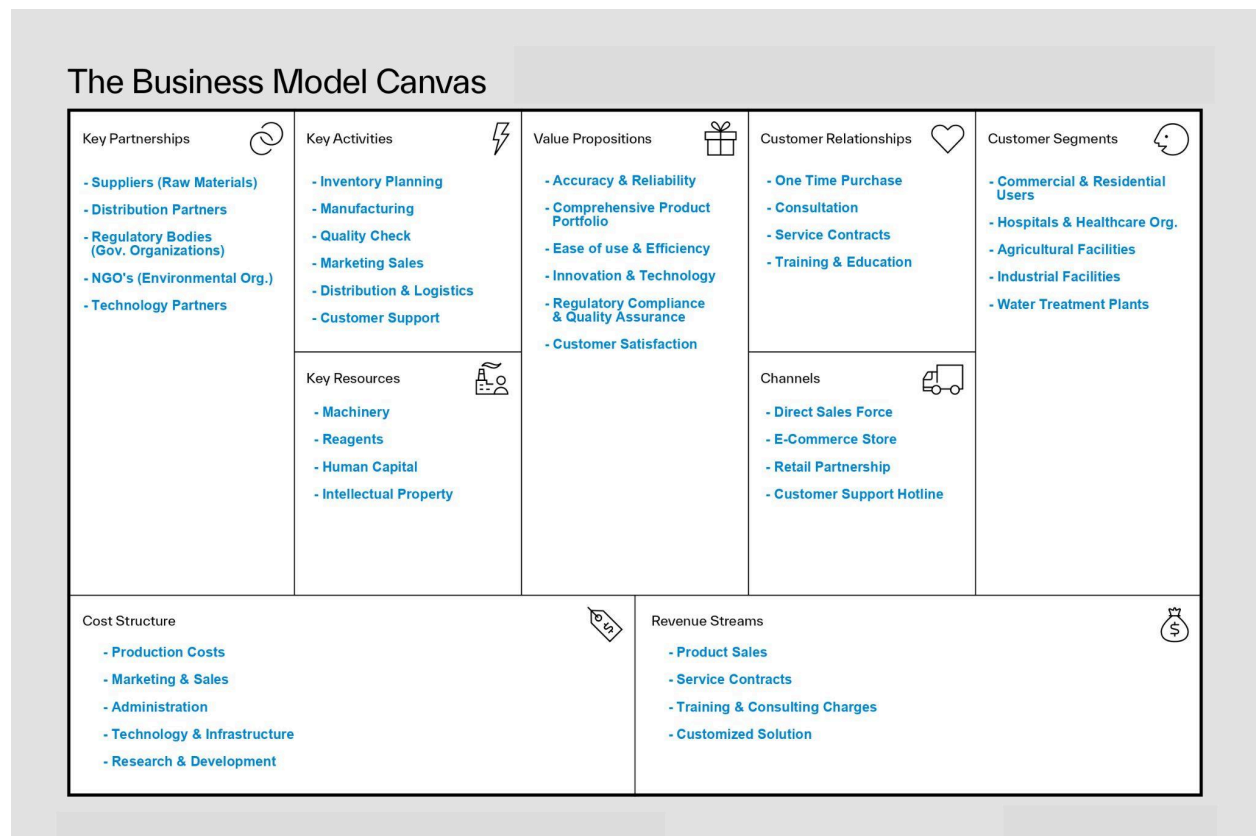 The Business Model Canvas
Key Partnerships
- Suppliers (Raw Materials)
- Distribution Partners
- Regulatory Bodies
(Gov. Organizations)
- NGO's (Environmental Org.)
- Technology Partners
Key Activities
- Inventory Planning
- Manufacturing
- Quality Check
- Marketing Sales
- Distribution & Logistics
- Customer Support
Key Resources
- Machinery
- Reagents
- Human Capital
- Intellectual Property
Value Propositions
- Accuracy & Reliability
- Comprehensive Product
Portfolio
- Ease of use & Efficiency
- Innovation & Technology
- Regulatory Compliance
& Quality Assurance
- Customer Satisfaction
Customer Relationships
- One Time Purchase
- Consultation
- Service Contracts
- Training & Education
Channels
- Direct Sales Force
- E-Commerce Store
- Retail Partnership
- Customer Support Hotline
Customer Segments
- Commercial & Residential
Users
- Hospitals & Healthcare Org.
- Agricultural Facilities
- Industrial Facilities
- Water Treatment Plants
Cost Structure
- Production Costs
- Marketing & Sales
- Administration
- Technology & Infrastructure
- Research & Development
Revenue Streams
- Product Sales
- Service Contracts
- Training & Consulting Charges
- Customized Solution